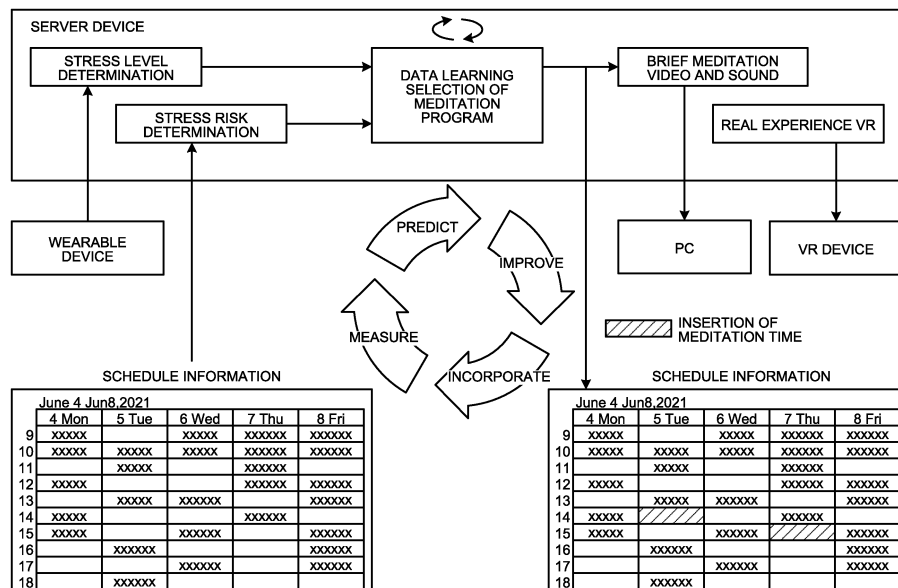 SERVER DEVICE
STRESS LEVEL
DETERMINATION
STRESS RISK
DETERMINATION
DATA LEARNING
SELECTION OF
MEDITATION
PROGRAM
BRIEF MEDITATION
VIDEO AND SOUND
REAL EXPERIENCE VR
WEARABLE
DEVICE
PC
VR DEVICE
PREDICT
IMPROVE
INCORPORATE
MEASURE
INSERTION OF
MEDITATION TIME
SCHEDULE INFORMATION
June 4 Jun8,2021
4 Mon 5 Tue 6 Wed 7 Thu 8 Fri
9 xxxxx xxxxx xxxxxx xxxxxx
10 xxxxx xxxxx xxxxx xxxxxx xxxxxx
11 xxxxx xxxxxx
12 xxxxx xxxxxx xxxxxx
13 xxxxx xxxxxx xxxxxx
14 xxxxx xxxxxx
15 xxxxx xxxxxx xxxxxx
16 xxxxxx xxxxxx
17 xxxxxx xxxxxx
18 xxxxxx
SCHEDULE INFORMATION
June 4 Jun8,2021
4 Mon 5 Tue 6 Wed 7 Thu 8 Fri
9 xxxxx xxxxx xxxxxx xxxxxx
10 xxxxx xxxxx xxxxx xxxxxx xxxxxx
11 xxxxx xxxxxx
12 xxxxx xxxxxx xxxxxx
13 xxxxx xxxxxx xxxxxx
14 xxxxx xxxxxx
15 xxxxx xxxxxx xxxxxx
16 xxxxxx xxxxxx
17 xxxxxx xxxxxx
18 xxxxxx